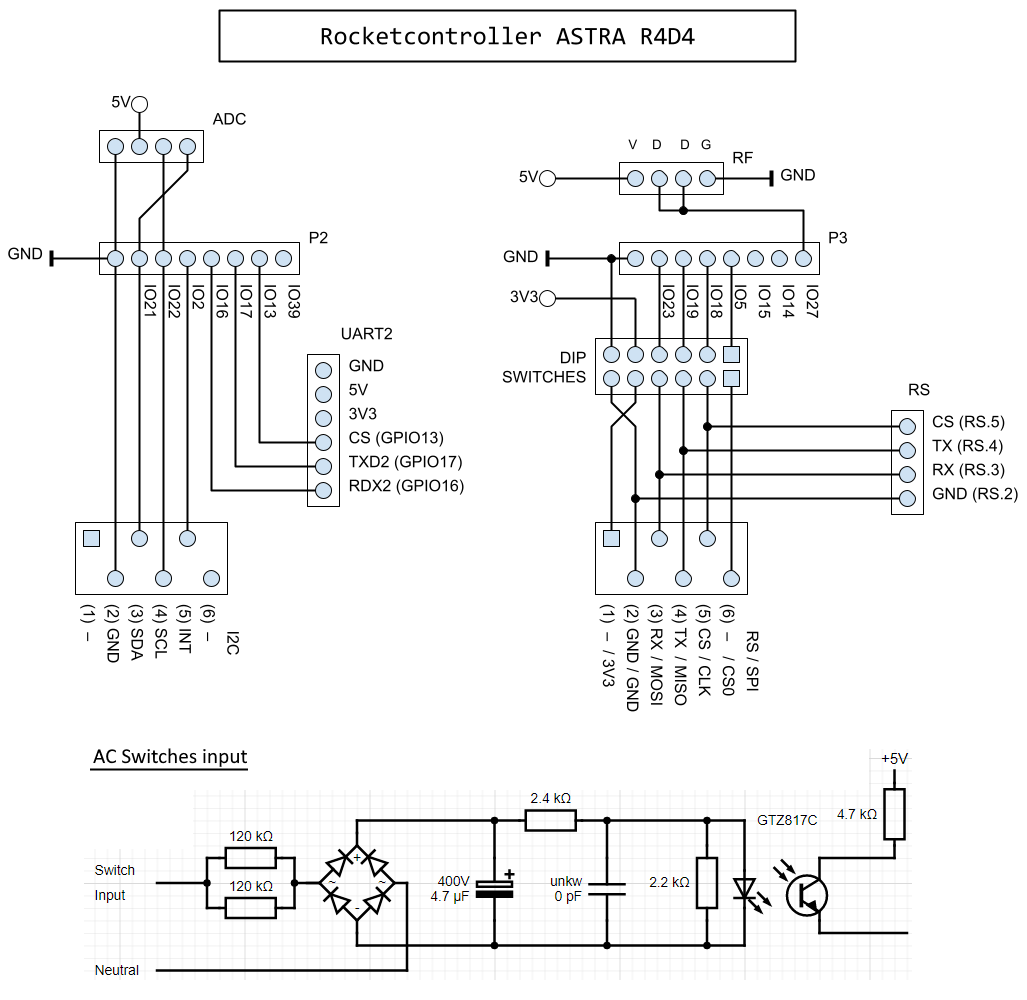 Rocketcontroller ASTRA R4D4
5V
ADC
GND
P2
IO21
IO22
IO2
IO16
IO17
IO13
IO39
UART2
GND
5V
3V3
CS (GPIO13)
TXD2 (GPIO17)
RDX2 (GPIO16)
(1) –
(2) GND
(3) SDA
(4) SCL
(5) INT
(6) –
I2C
V D D G
RF
5V
GND
GND
P3
3V3
IO23
IO19
IO18
IO5
IO15
IO14
IO27
DIP
SWITCHES
RS
CS (RS.5)
TX (RS.4)
RX (RS.3)
GND (RS.2)
(1) – / 3V3
(2) GND / GND
(3) RX / MOSI
(4) TX / MISO
(5) CS / CLK
(6) – / CS0
RS / SPI
AC Switches input
+5V
2.4 kΩ
GTZ817C
4.7 kΩ
120 kΩ
Switch
Input
120 kΩ
+
~
~
-
+
400V
4.7 µF
unkw
0 pF
2.2 kΩ
Neutral